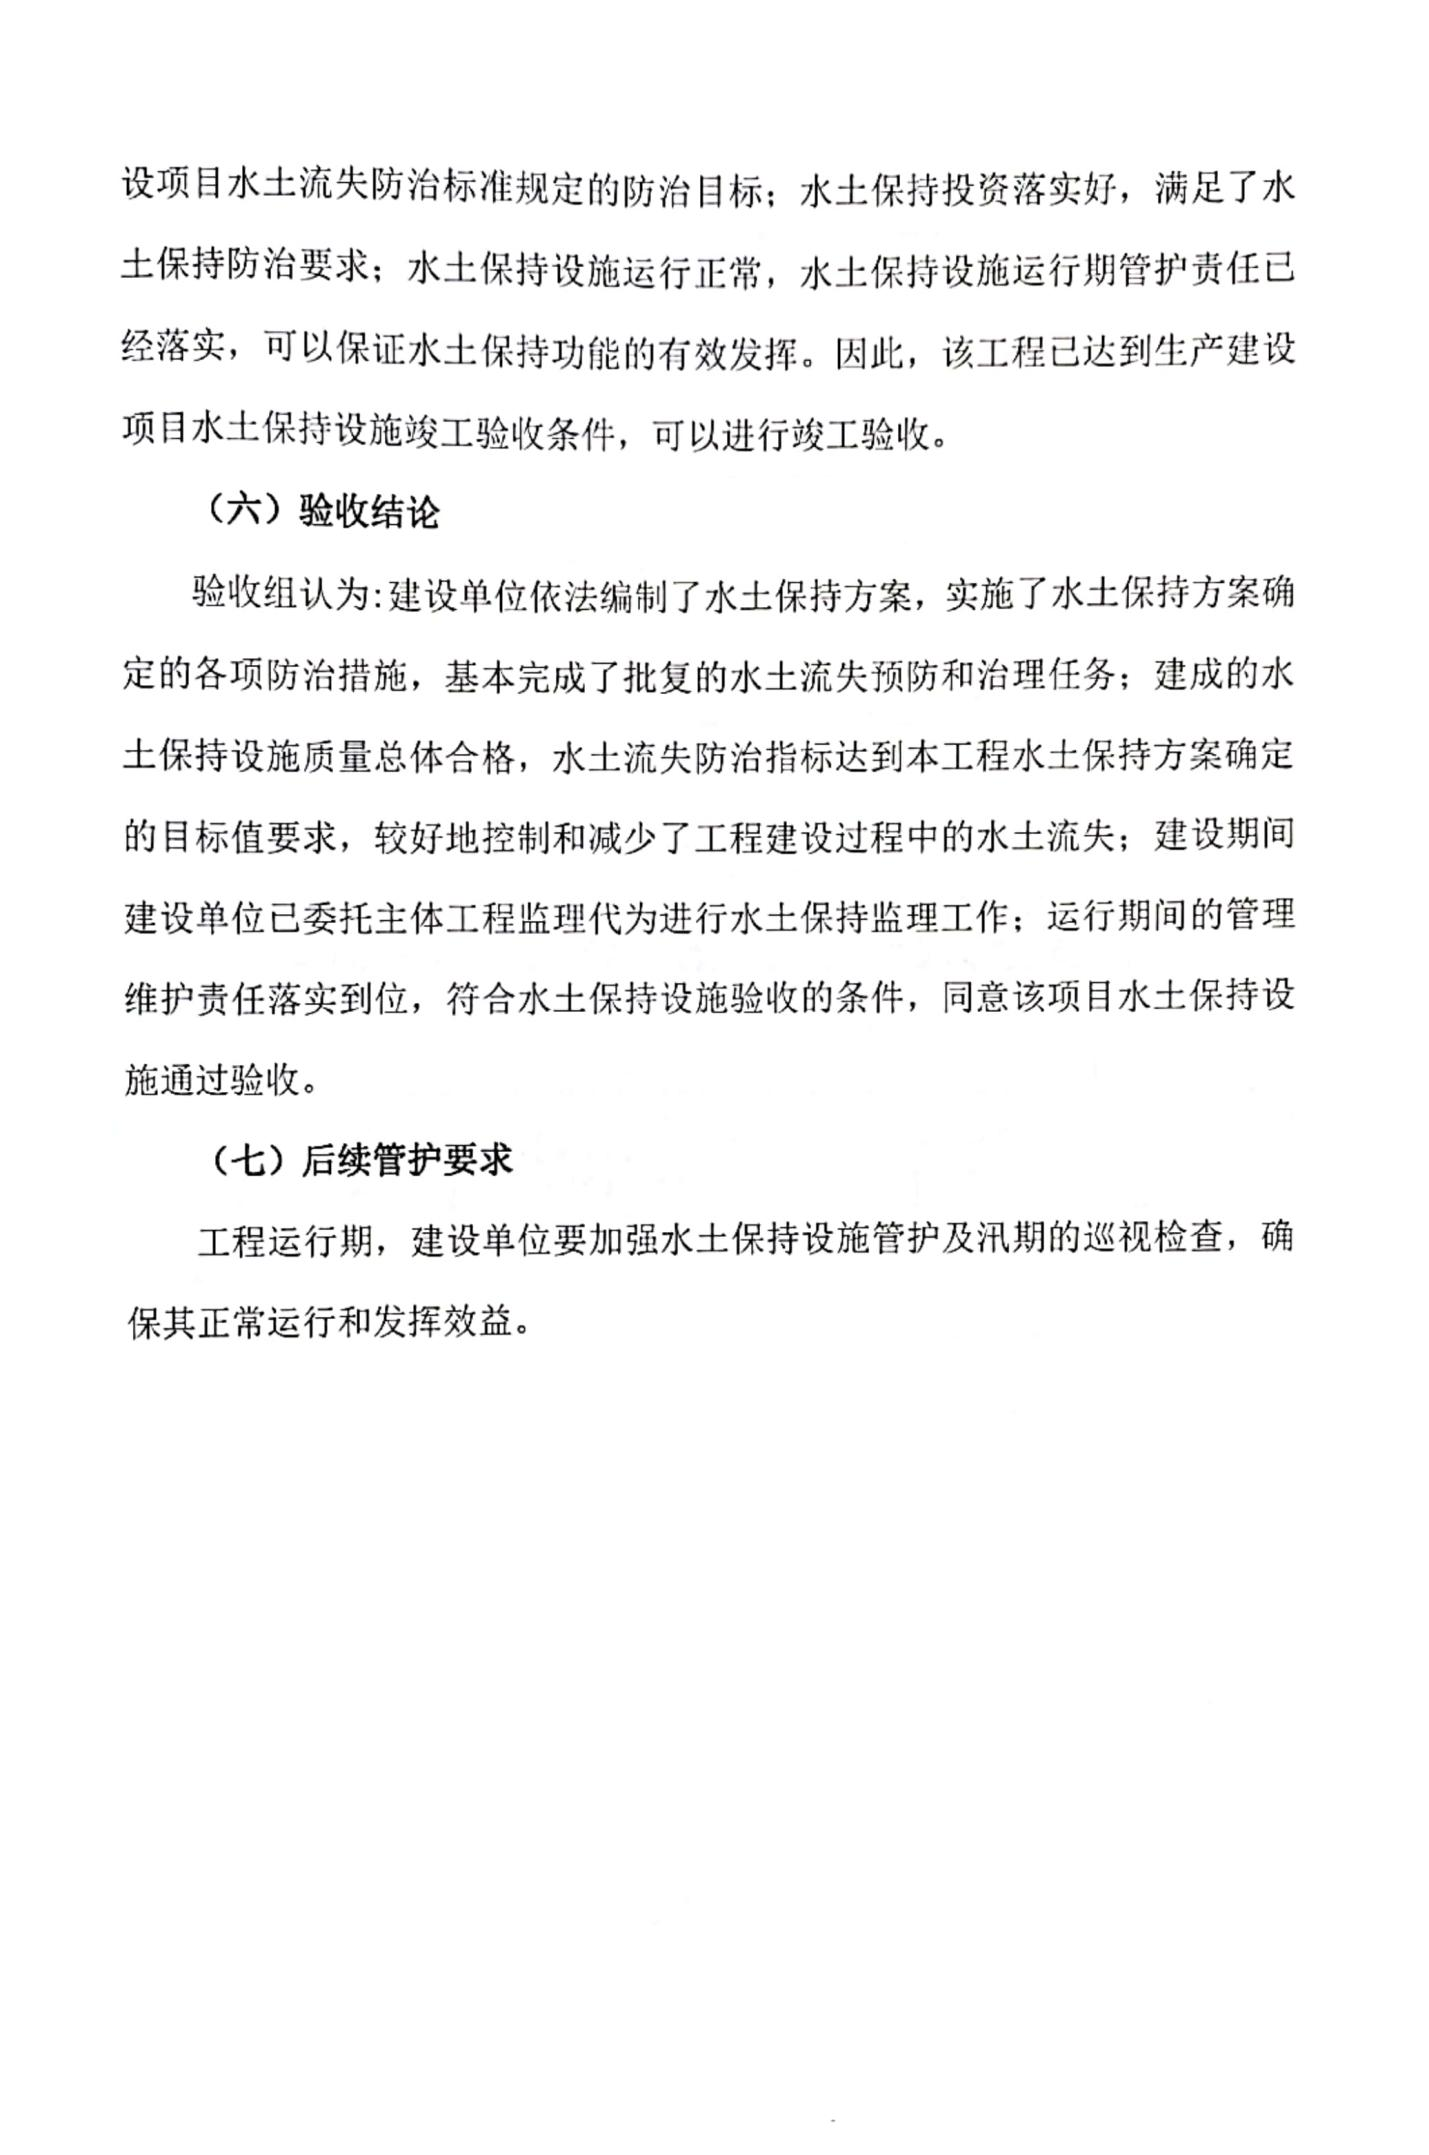 设项目水土流失防治标准规定的防治目标；水土保持投资落实好，满足了水
土保持防治要求；水土保持设施运行正常，水土保持设施运行期管护责任已
经落实，可以保证水土保持功能的有效发挥。因此，该工程已达到生产建设
项目水土保持设施竣工验收条件，可以进行竣工验收。
（六）验收结论
验收组认为:建设单位依法编制了水土保持方案，实施了水土保持方案确
定的各项防治措施，基本完成了批复的水土流失预防和治理任务；建成的水
土保持设施质量总体合格，水土流失防治指标达到本工程水土保持方案确定
的目标值要求，较好地控制和减少了工程建设过程中的水土流失；建设期间
建设单位已委托主体工程监理代为进行水土保持监理工作；运行期间的管理
维护责任落实到位，符合水土保持设施验收的条件，同意该项目水土保持设
施通过验收。
（七）后续管护要求
工程运行期，建设单位要加强水土保持设施管护及汛期的巡视检查，确
保其正常运行和发挥效益。